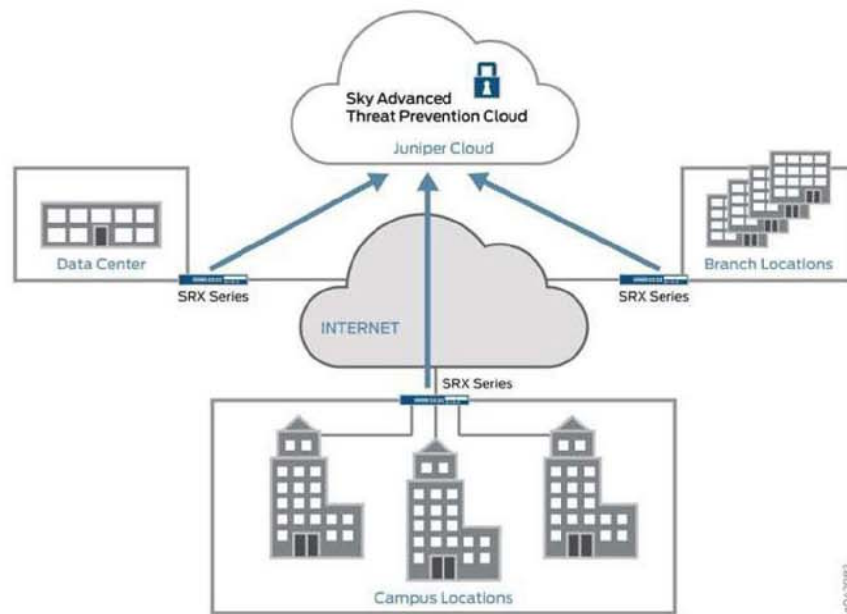 Sky Advanced
Threat Prevention Cloud
Juniper Cloud
Data Center
Branch Locations
SRX Series
SRX Series
INTERNET
SRX Series
Campus Locations